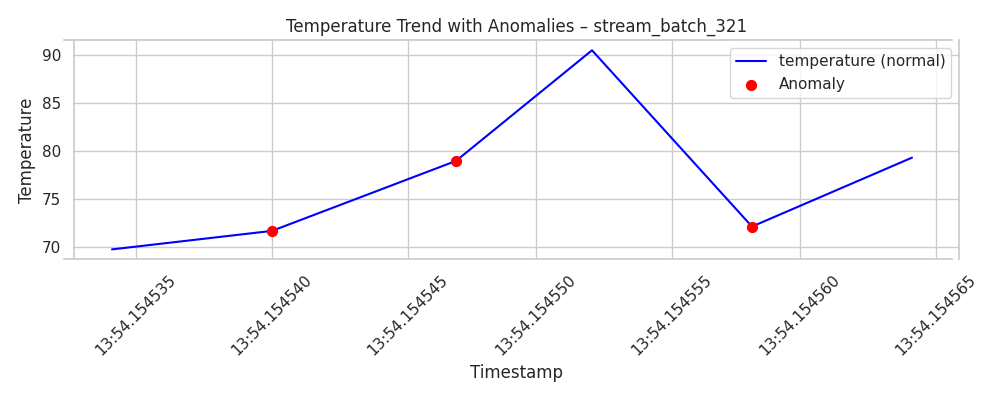 Temperature Trend with Anomalies – stream_batch_321
temperature (normal)
Anomaly
Temperature
90
85
80
75
70
13:54.154535
13:54.154540
13:54.154545
13:54.154550
13:54.154555
13:54.154560
13:54.154565
Timestamp